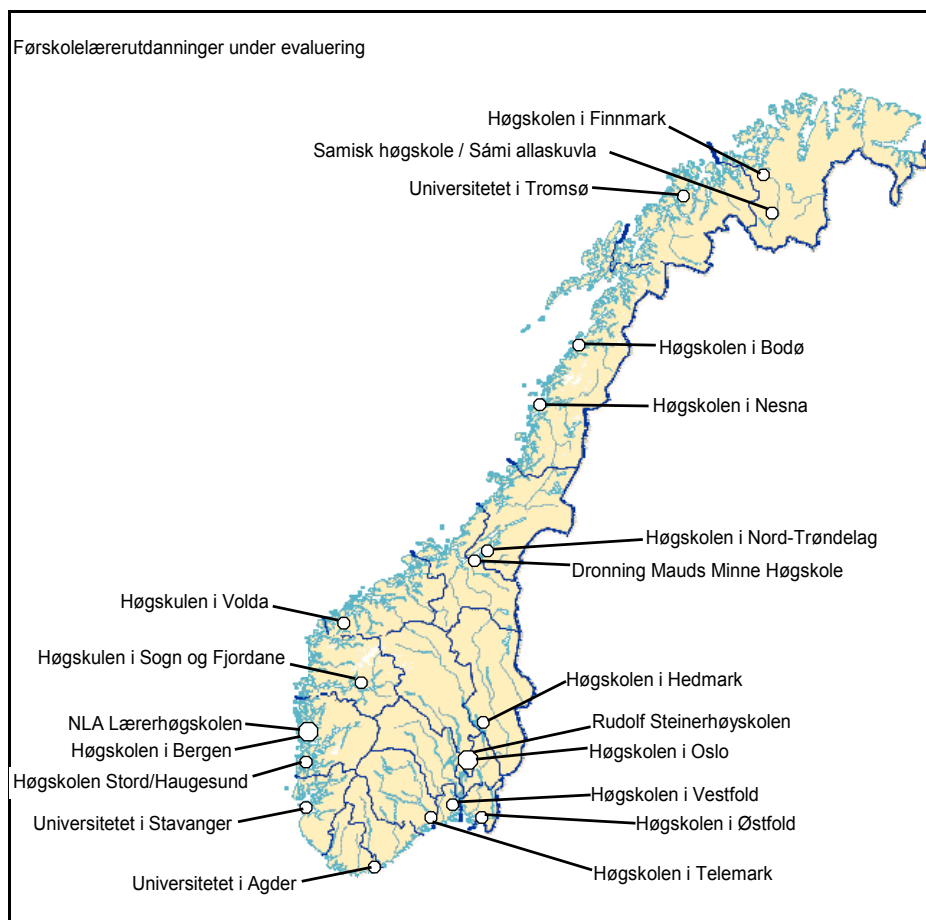 Førskolelærerutdanninger under evaluering
Høgskolen i Finnmark
Samisk høgskole / Sámi allaskuvla
Universitetet i Tromsø
Høgskolen i Bodø
Høgskolen i Nesna
Høgskolen i Nord-Trøndelag
Dronning Mauds Minne Høgskole
Høgskulen i Volda
Høgskulen i Sogn og Fjordane
Høgskolen i Hedmark
NLA Lærerhøgskolen
Rudolf Steinerhøyskolen
Høgskolen i Bergen
Høgskolen i Oslo
Høgskolen Stord/Haugesund
Høgskolen i Vestfold
Universitetet i Stavanger
Høgskolen i Østfold
Høgskolen i Telemark
Universitetet i Agder